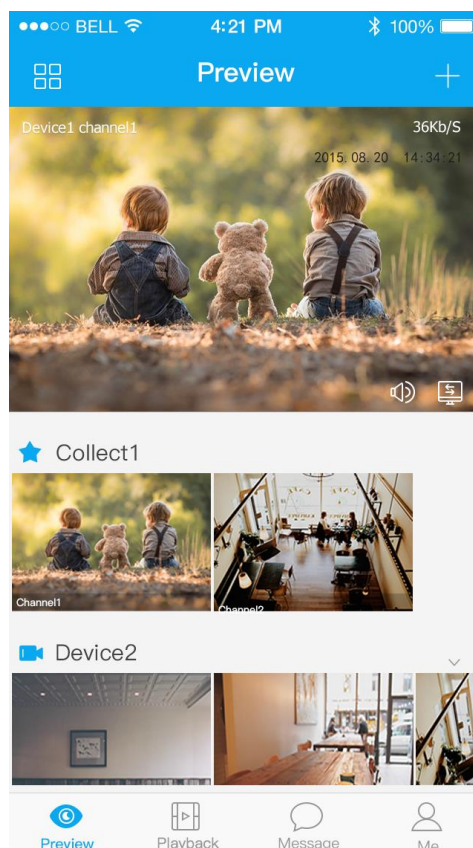 BELL 4:21 PM 100%
Preview
Device1 channel1 36Kb/S
2015.08.20 14:34:21
Collect1
Channel1 Channel2
Device2
Preview Playback Message Me